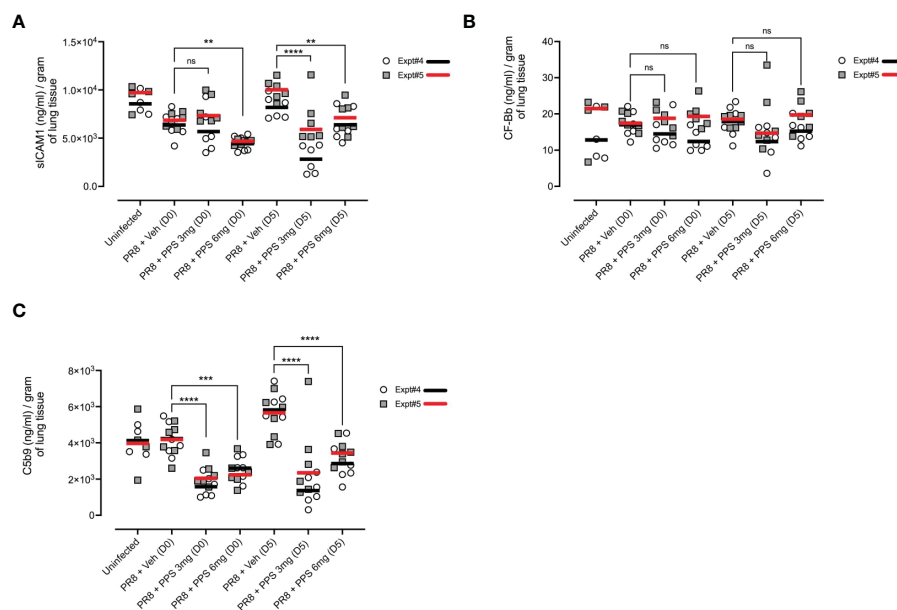 A
sICAM1 (ng/ml) / gram
of lung tissue
1.5×10⁴
1.0×10⁴
5.0×10³
0.0
ns
**
****
**
Expt#4
Expt#5
Uninfected
PR8 + Veh (D0)
PR8 + PPS 3mg (D0)
PR8 + PPS 6mg (D0)
PR8 + Veh (D5)
PR8 + PPS 3mg (D5)
PR8 + PPS 6mg (D5)
B
CF-Bb (ng/ml) / gram
of lung tissue
40
30
20
10
0
ns
ns
ns
ns
Expt#4
Expt#5
Uninfected
PR8 + Veh (D0)
PR8 + PPS 3mg (D0)
PR8 + PPS 6mg (D0)
PR8 + Veh (D5)
PR8 + PPS 3mg (D5)
PR8 + PPS 6mg (D5)
C
C5b9 (ng/ml) / gram
of lung tissue
8×10³
6×10³
4×10³
2×10³
0
****
***
****
****
Expt#4
Expt#5
Uninfected
PR8 + Veh (D0)
PR8 + PPS 3mg (D0)
PR8 + PPS 6mg (D0)
PR8 + Veh (D5)
PR8 + PPS 3mg (D5)
PR8 + PPS 6mg (D5)